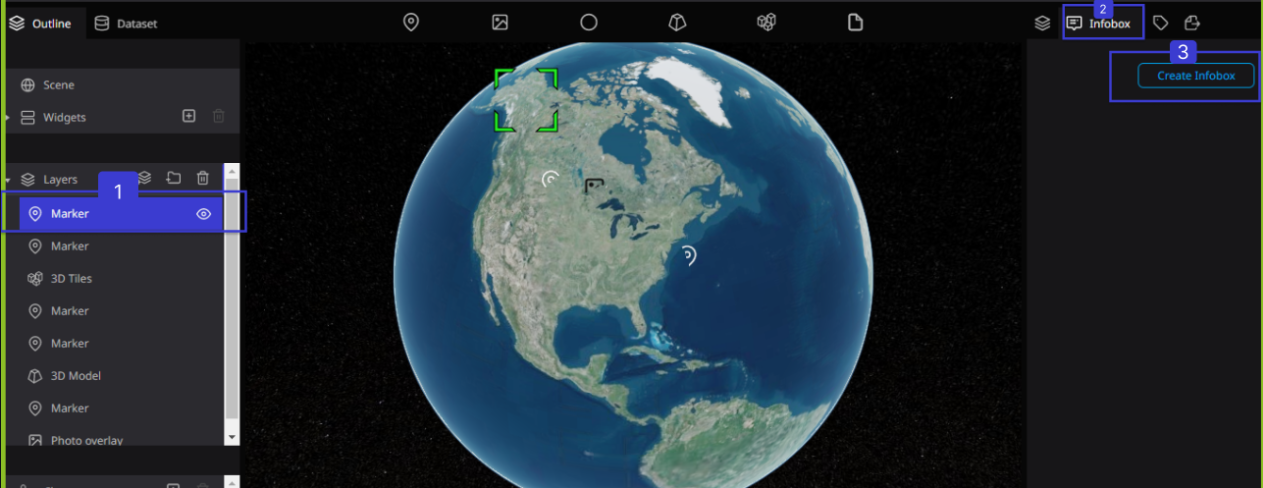 Outline
Dataset
2
Infobox
3
Create Infobox
Scene
Widgets
Layers
1
Marker
Marker
3D Tiles
Marker
Marker
3D Model
Marker
Photo overlay